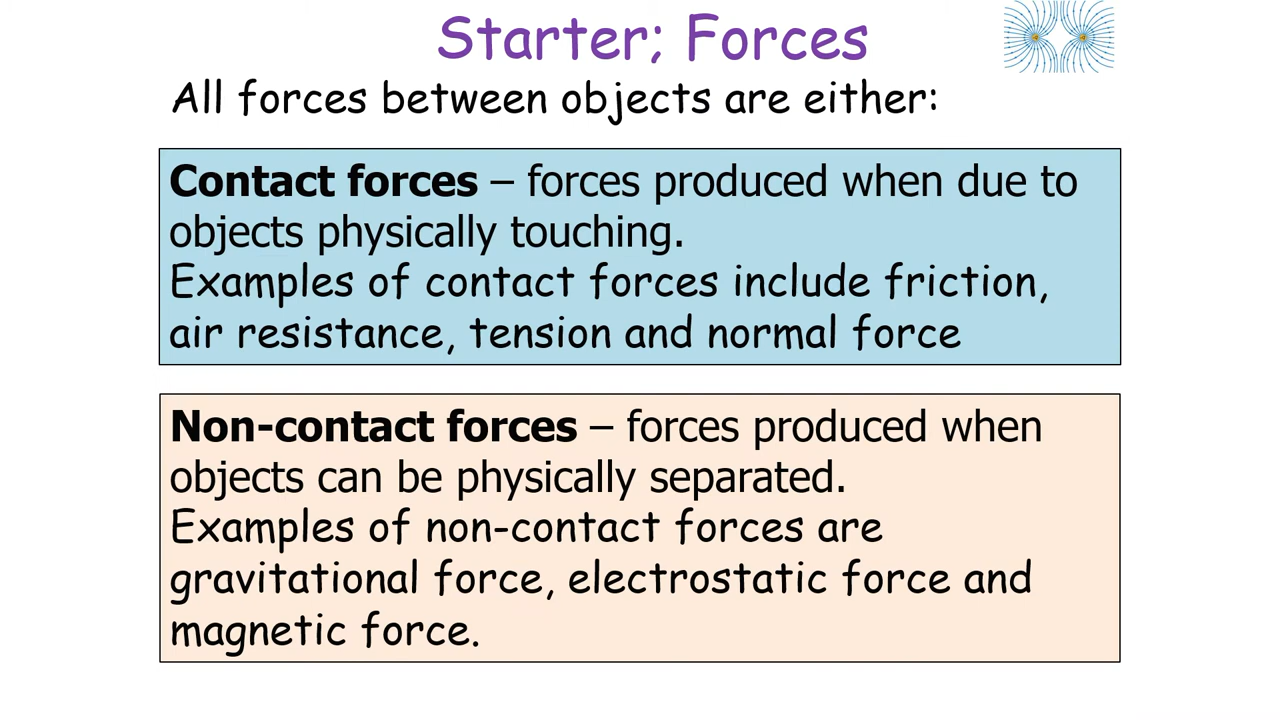 Starter; Forces
All forces between objects are either:
Contact forces – forces produced when due to
objects physically touching.
Examples of contact forces include friction,
air resistance, tension and normal force
Non-contact forces – forces produced when
objects can be physically separated.
Examples of non-contact forces are
gravitational force, electrostatic force and
magnetic force.